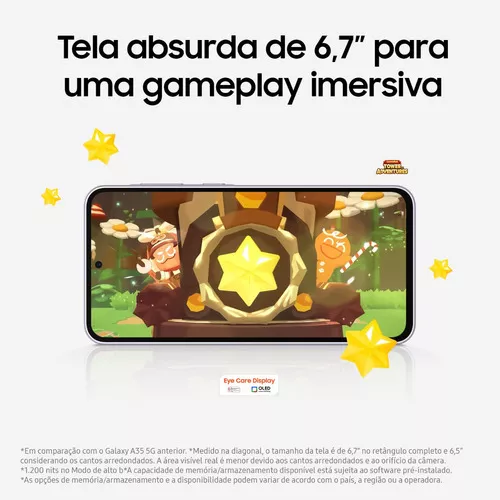 Tela absurda de 6,7” para
uma gameplay imersiva
TOWER
ADVENTURES
Eye Care Display
OLED
*Em comparação com o Galaxy A35 5G anterior. *Medido na diagonal, o tamanho da tela é de 6,7" no retângulo completo e 6,5"
considerando os cantos arredondados. A área visível real é menor devido aos cantos arredondados e ao orifício da câmera.
*1.200 nits no Modo de alto b*A capacidade de memória/armazenamento disponível está sujeita ao software pré-instalado.
*As opções de memória/armazenamento e a disponibilidade podem variar de acordo com o país, a região ou a operadora.